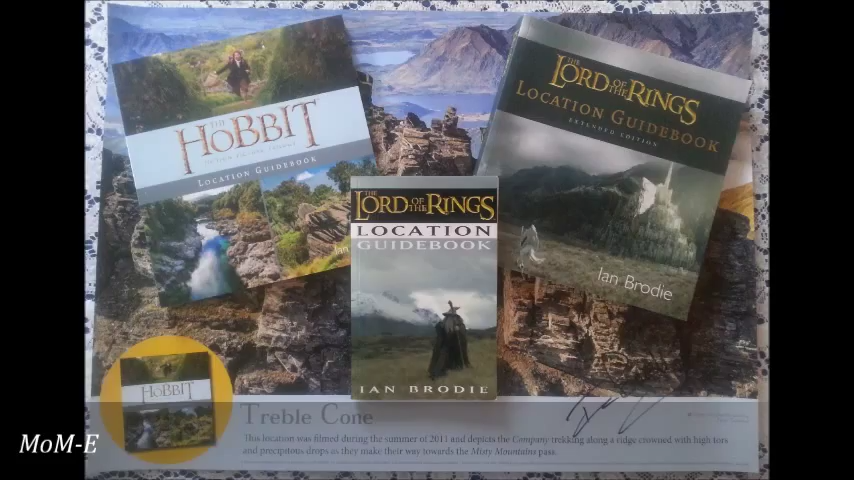 THE
HOBBIT
LOCATION GUIDEBOOK
Ian
THE
LORD OF THE RINGS
LOCATION GUIDEBOOK
EXTENDED EDITION
Ian Brodie
THE
LORD OF THE RINGS
LOCATION
GUIDEBOOK
IAN BRODIE
HOBBIT
Treble Cone
This location was filmed during the summer of 2011 and depicts the Company trekking along a ridge crowned with high tors
and precipitous drops as they make their way towards the Misty Mountains pass.
MoM-E